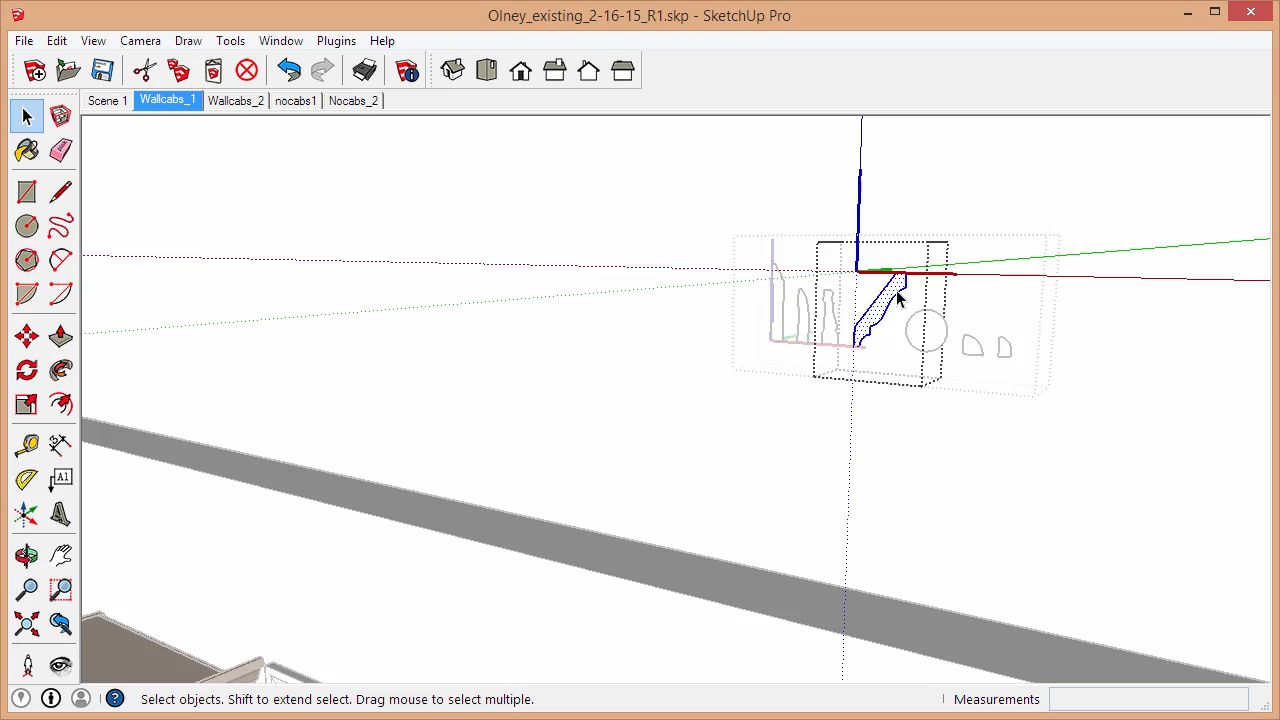 Olney_existing_2-16-15_R1.skp - SketchUp Pro
File Edit View Camera Draw Tools Window Plugins Help
Scene 1 Wallcabs_1 Wallcabs_2 nocabs1 Nocabs_2
A1
Select objects. Shift to extend select. Drag mouse to select multiple.
Measurements